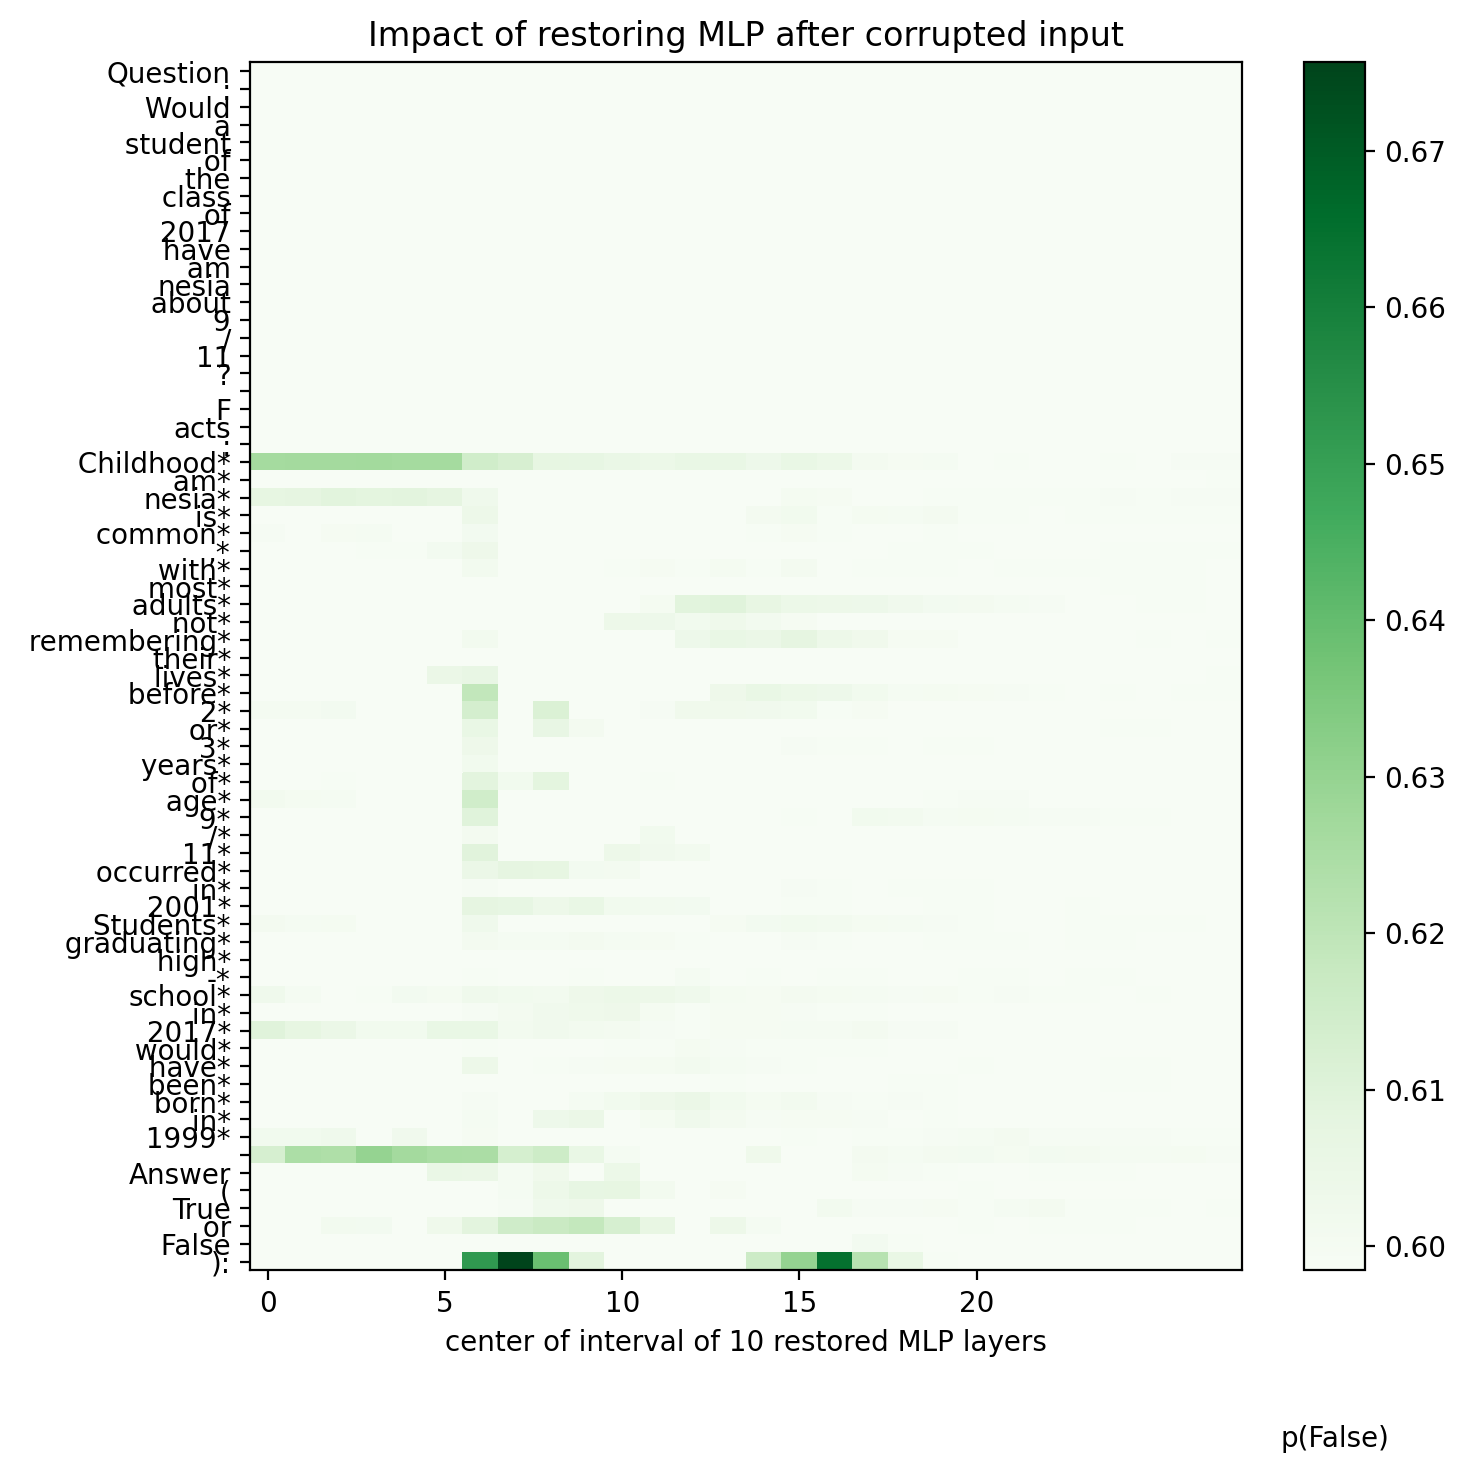 Impact of restoring MLP after corrupted input
Question
:
Would
a
student
of
the
class
of
2017
have
am
nesia
about
9
/
11
?
F
acts
:
Childhood*
am*
nesia*
is*
common*
,*
with*
most*
adults*
not*
remembering*
their*
lives*
before*
2*
or*
3*
years*
of*
age*
9*
/*
11*
occurred*
in*
2001*
Students*
graduating*
high*
-*
school*
in*
2017*
would*
have*
been*
born*
in*
1999*
Answer
(
True
or
False
):
0
5
10
15
20
center of interval of 10 restored MLP layers
0.67
0.66
0.65
0.64
0.63
0.62
0.61
0.60
p(False)